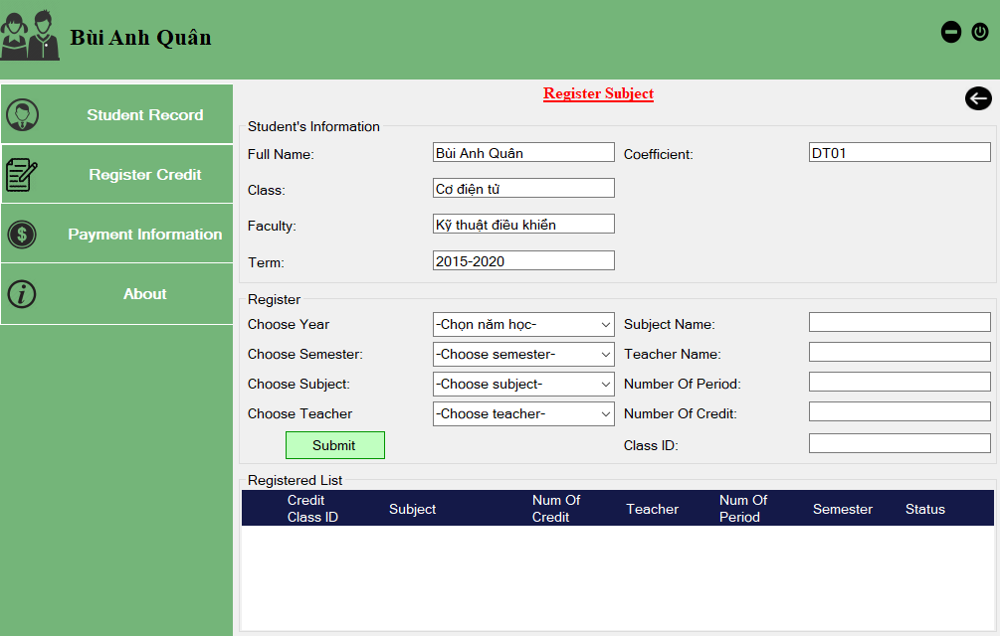 Bùi Anh Quân
Student Record
Register Credit
Payment Information
About
Register Subject
Student's Information
Full Name: Bùi Anh Quân Coefficient: DT01
Class: Cơ điện tử
Faculty: Kỹ thuật điều khiển
Term: 2015-2020
Register
Choose Year -Chọn năm học- Subject Name:
Choose Semester: -Choose semester- Teacher Name:
Choose Subject: -Choose subject- Number Of Period:
Choose Teacher -Choose teacher- Number Of Credit:
Submit Class ID:
Registered List
Credit Class ID Subject Num Of Credit Teacher Num Of Period Semester Status